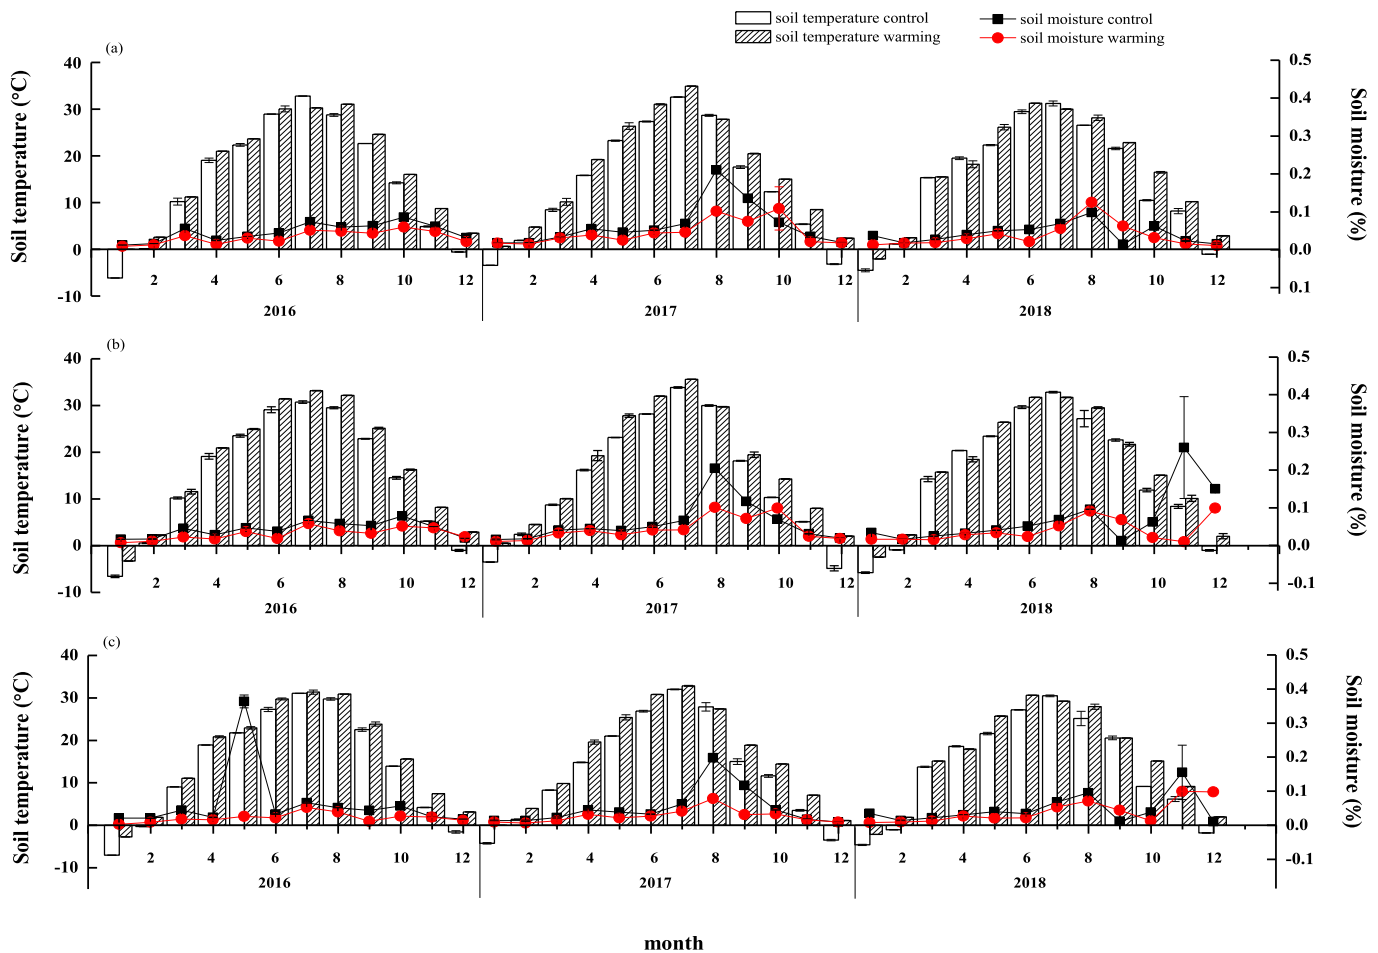 soil temperature control
soil moisture control
soil temperature warming
soil moisture warming
(a)
Soil temperature (°C)
40
30
20
10
0
-10
0.5
0.4
0.3
0.2
0.1
0.0
0.1
Soil moisture (%)
2 4 6 8 10 12 2 4 6 8 10 12 2 4 6 8 10 12
2016 2017 2018
(b)
Soil temperature (°C)
40
30
20
10
0
-10
0.5
0.4
0.3
0.2
0.1
0.0
-0.1
Soil moisture (%)
2 4 6 8 10 12 2 4 6 8 10 12 2 4 6 8 10 12
2016 2017 2018
(c)
Soil temperature (°C)
40
30
20
10
0
-10
0.5
0.4
0.3
0.2
0.1
0.0
-0.1
Soil moisture (%)
2 4 6 8 10 12 2 4 6 8 10 12 2 4 6 8 10 12
2016 2017 2018
month